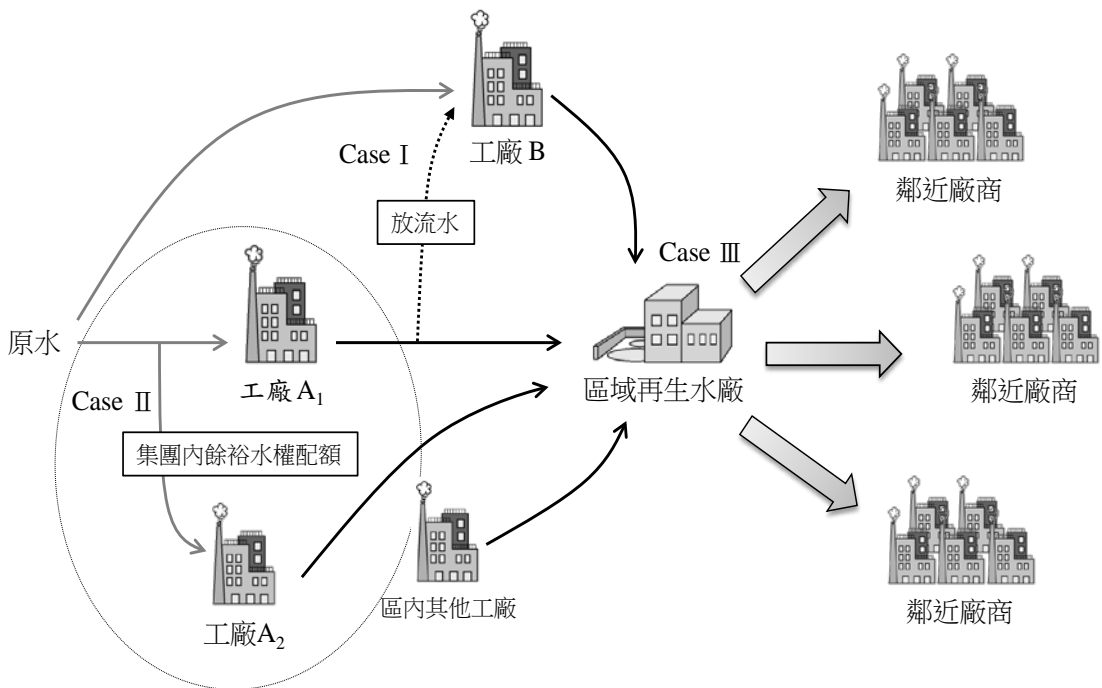 Case Ⅰ
工廠 B
鄰近廠商
放流水
Case Ⅲ
原水
工廠 A₁
區域再生水廠
鄰近廠商
Case Ⅱ
集團內餘裕水權配額
工廠A₂
區內其他工廠
鄰近廠商